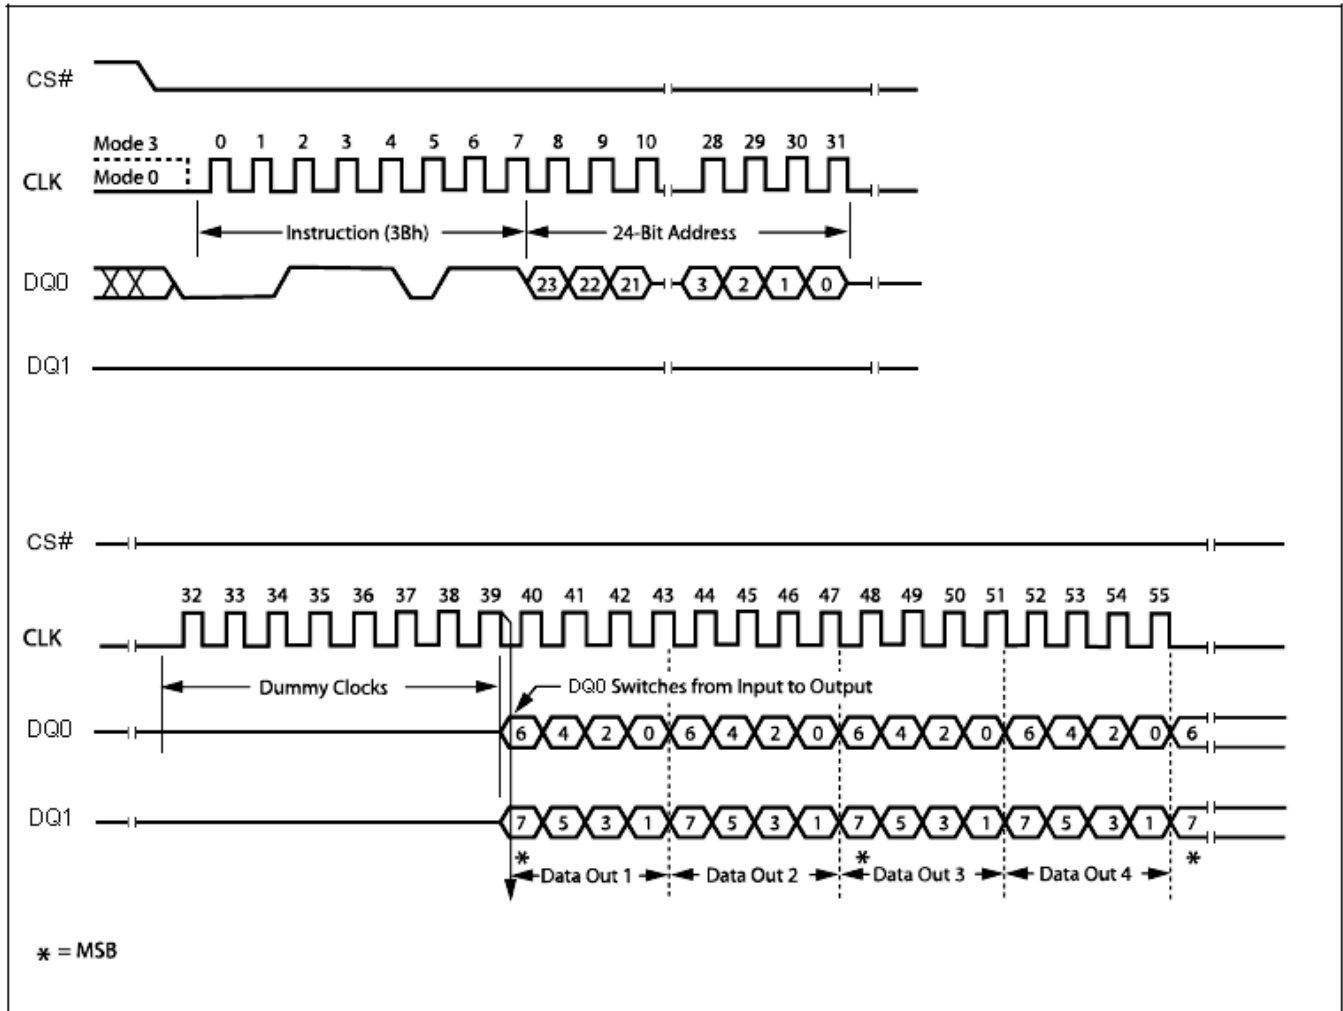 CS#
Mode 3
0 1 2 3 4 5 6 7 8 9 10 28 29 30 31
CLK
Mode 0
Instruction (3Bh)
24-Bit Address
DQ0
23 22 21 3 2 1 0
DQ1
CS#
32 33 34 35 36 37 38 39 40 41 42 43 44 45 46 47 48 49 50 51 52 53 54 55
CLK
Dummy Clocks
DQ0 Switches from Input to Output
DQ0
6 4 2 0 6 4 2 0 6 4 2 0 6 4 2 0 6
DQ1
7 5 3 1 7 5 3 1 7 5 3 1 7 5 3 1 7
* * *
Data Out 1 Data Out 2 Data Out 3 Data Out 4
* = MSB